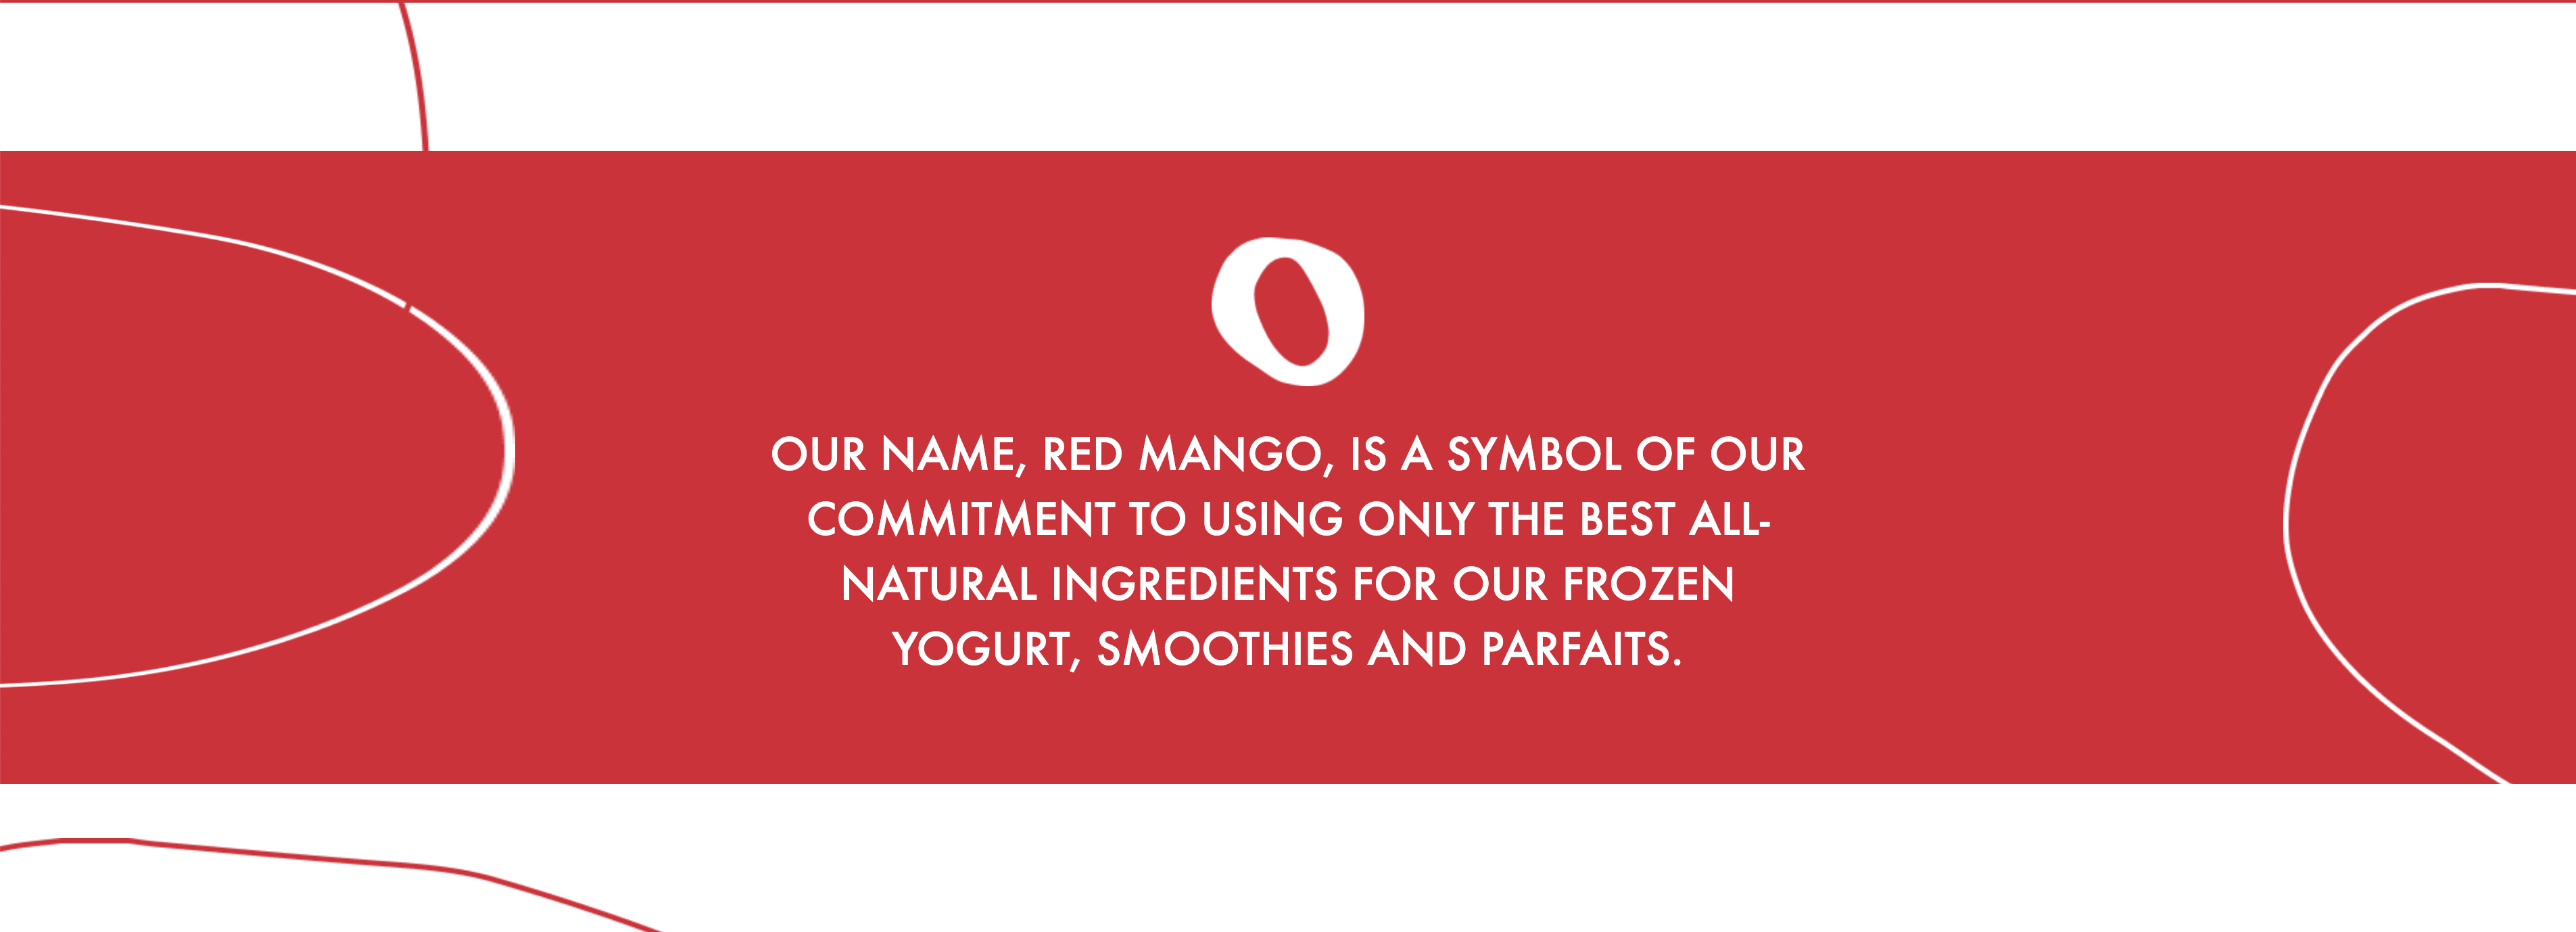 OUR NAME, RED MANGO, IS A SYMBOL OF OUR
COMMITMENT TO USING ONLY THE BEST ALL-
NATURAL INGREDIENTS FOR OUR FROZEN
YOGURT, SMOOTHIES AND PARFAITS.